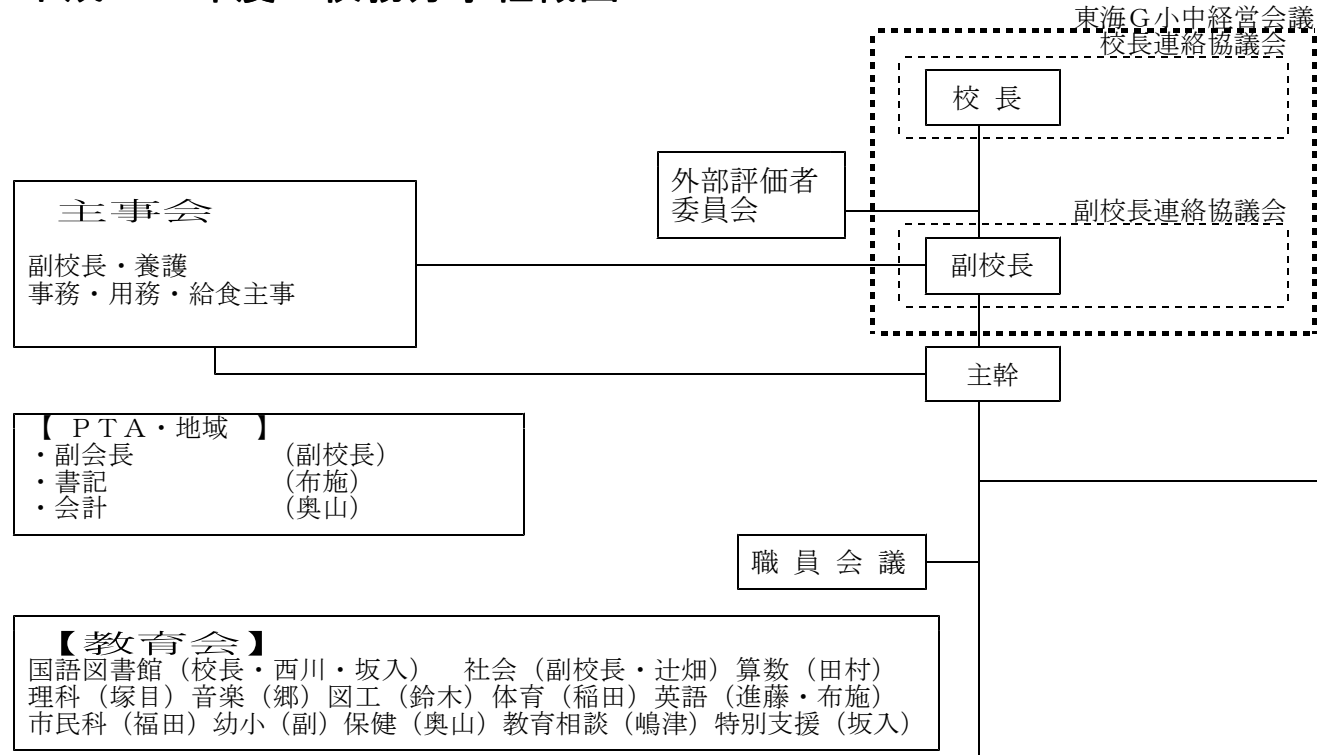 東海Ｇ小中経営会議
校長連絡協議会
校 長
外部評価者
委員会
主事会
副校長・養護
事務・用務・給食主事
副校長連絡協議会
副校長
主幹
【 ＰＴＡ・地域 】
・副会長 (副校長)
・書記 (布施)
・会計 (奥山)
職 員 会 議
【教育会】
国語図書館（校長・西川・坂入） 社会（副校長・辻畑）算数（田村）
理科（塚目）音楽（郷）図工（鈴木）体育（稲田）英語（進藤・布施）
市民科（福田）幼小（副）保健（奥山）教育相談（嶋津）特別支援（坂入）